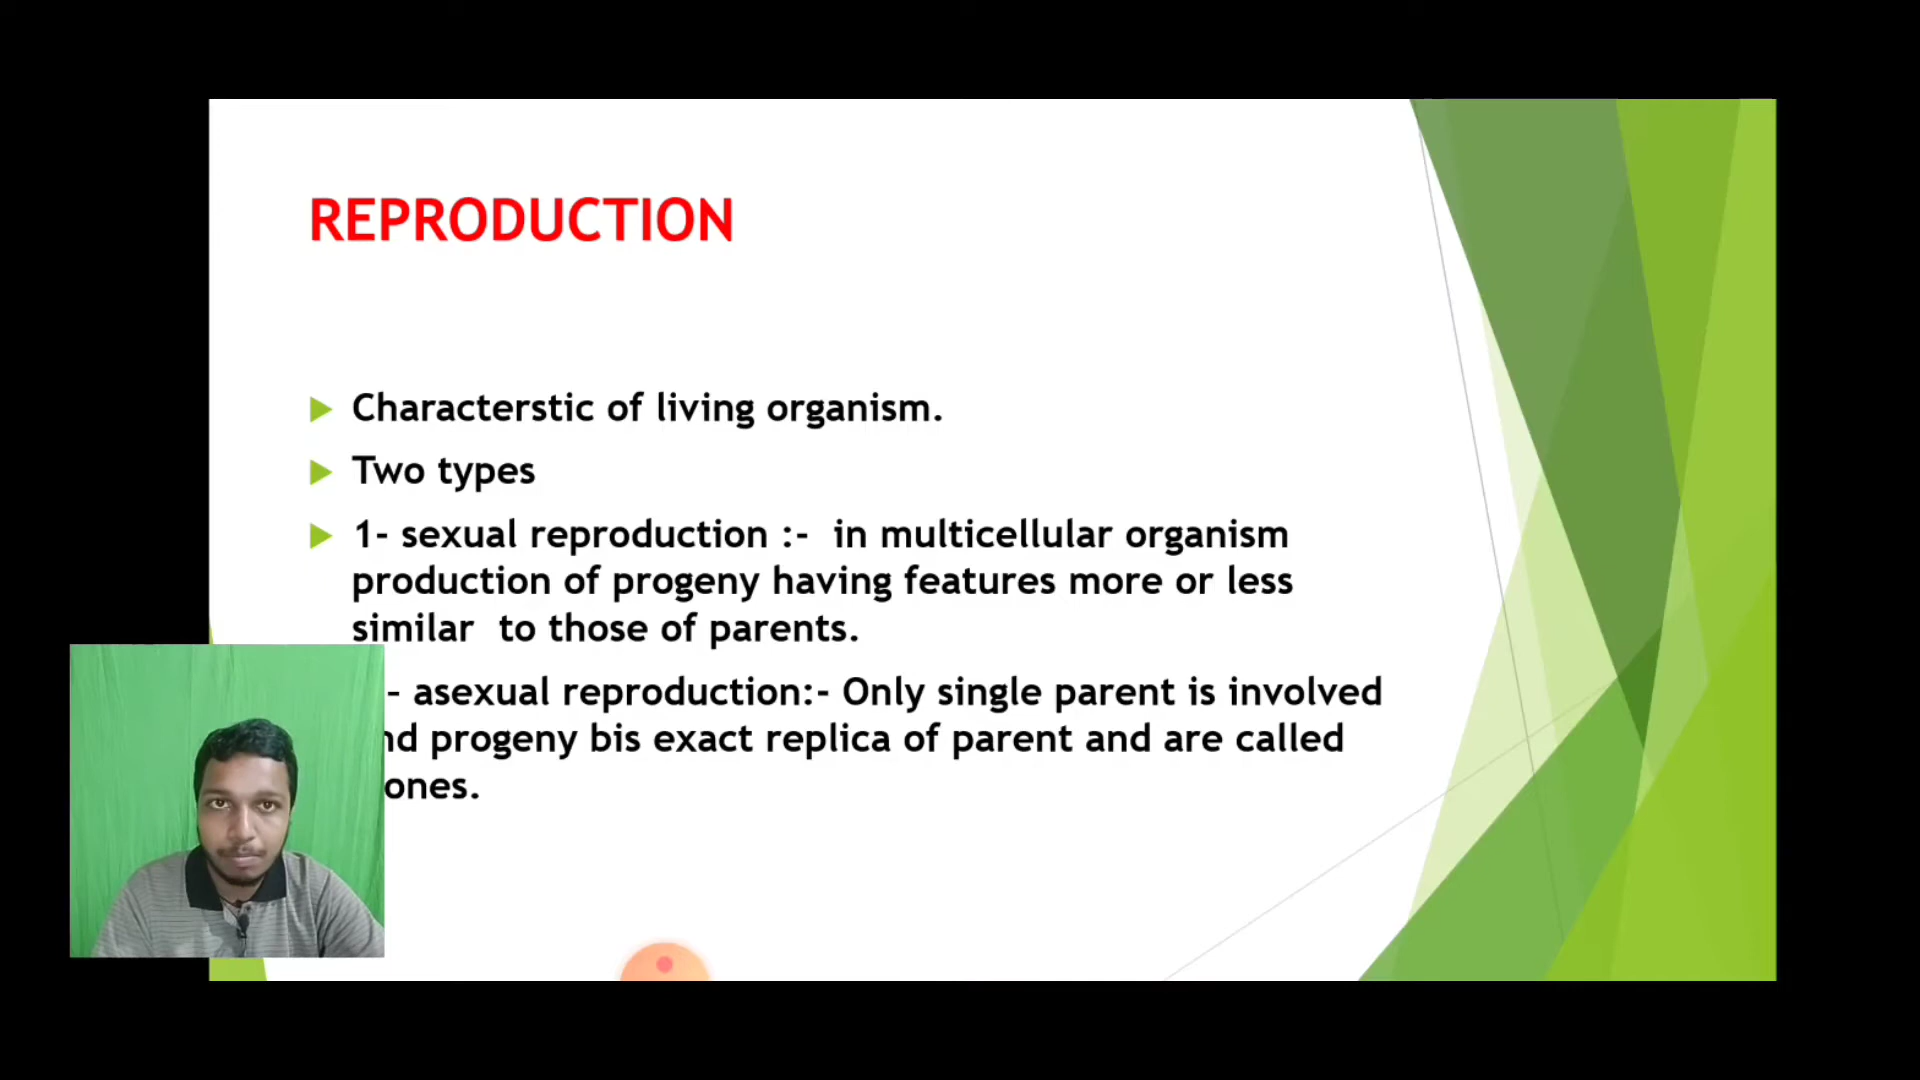 REPRODUCTION
Characterstic of living organism.
Two types
1- sexual reproduction :- in multicellular organism
production of progeny having features more or less
similar to those of parents.
- asexual reproduction:- Only single parent is involved
nd progeny bis exact replica of parent and are called
ones.